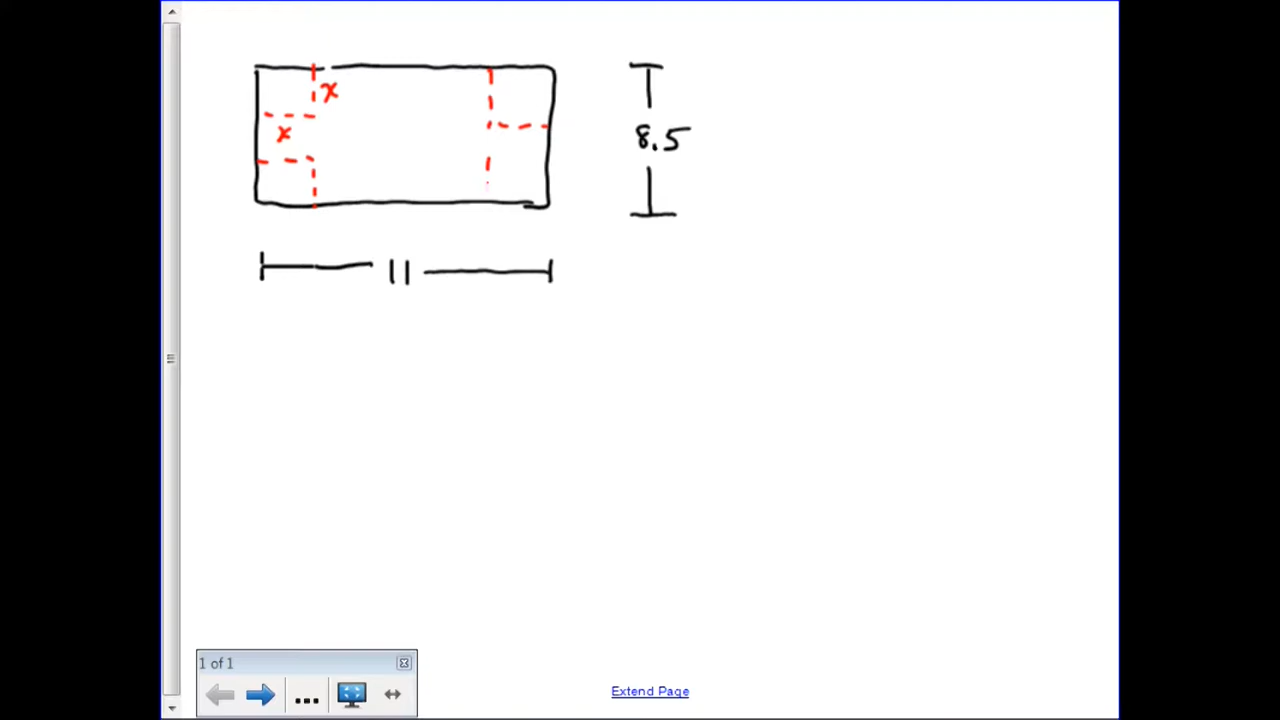 x
x
8.5
11
1 of 1
...
Extend Page